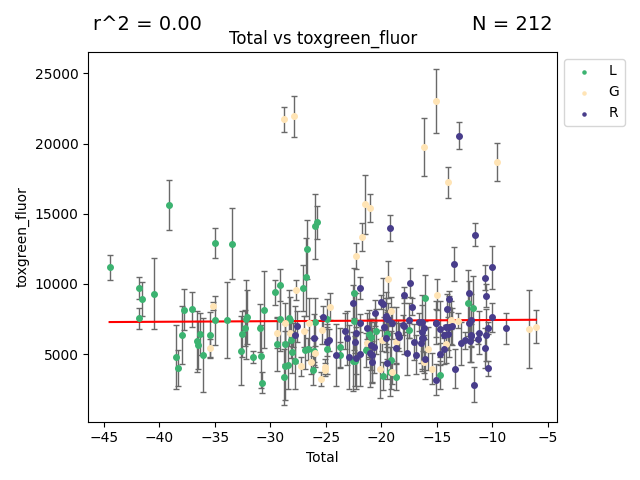 r^2 = 0.00
N = 212
Total vs toxgreen_fluor
25000
20000
15000
10000
5000
toxgreen_fluor
−45
−40
−35
−30
−25
−20
−15
−10
−5
Total
L
G
R